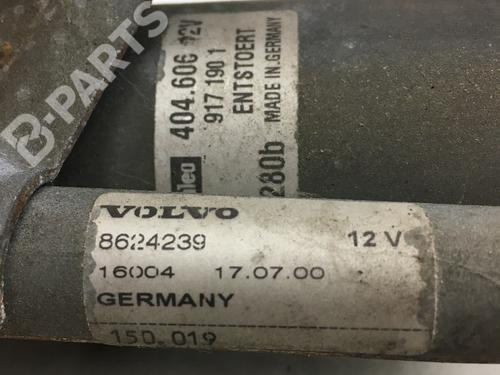 B-PARTS
404.606 12V
917 190 1
ENTSTOERT
280b MADE IN GERMANY
VOLVO
8624239 12 V
16004 17.07.00
GERMANY
150.019